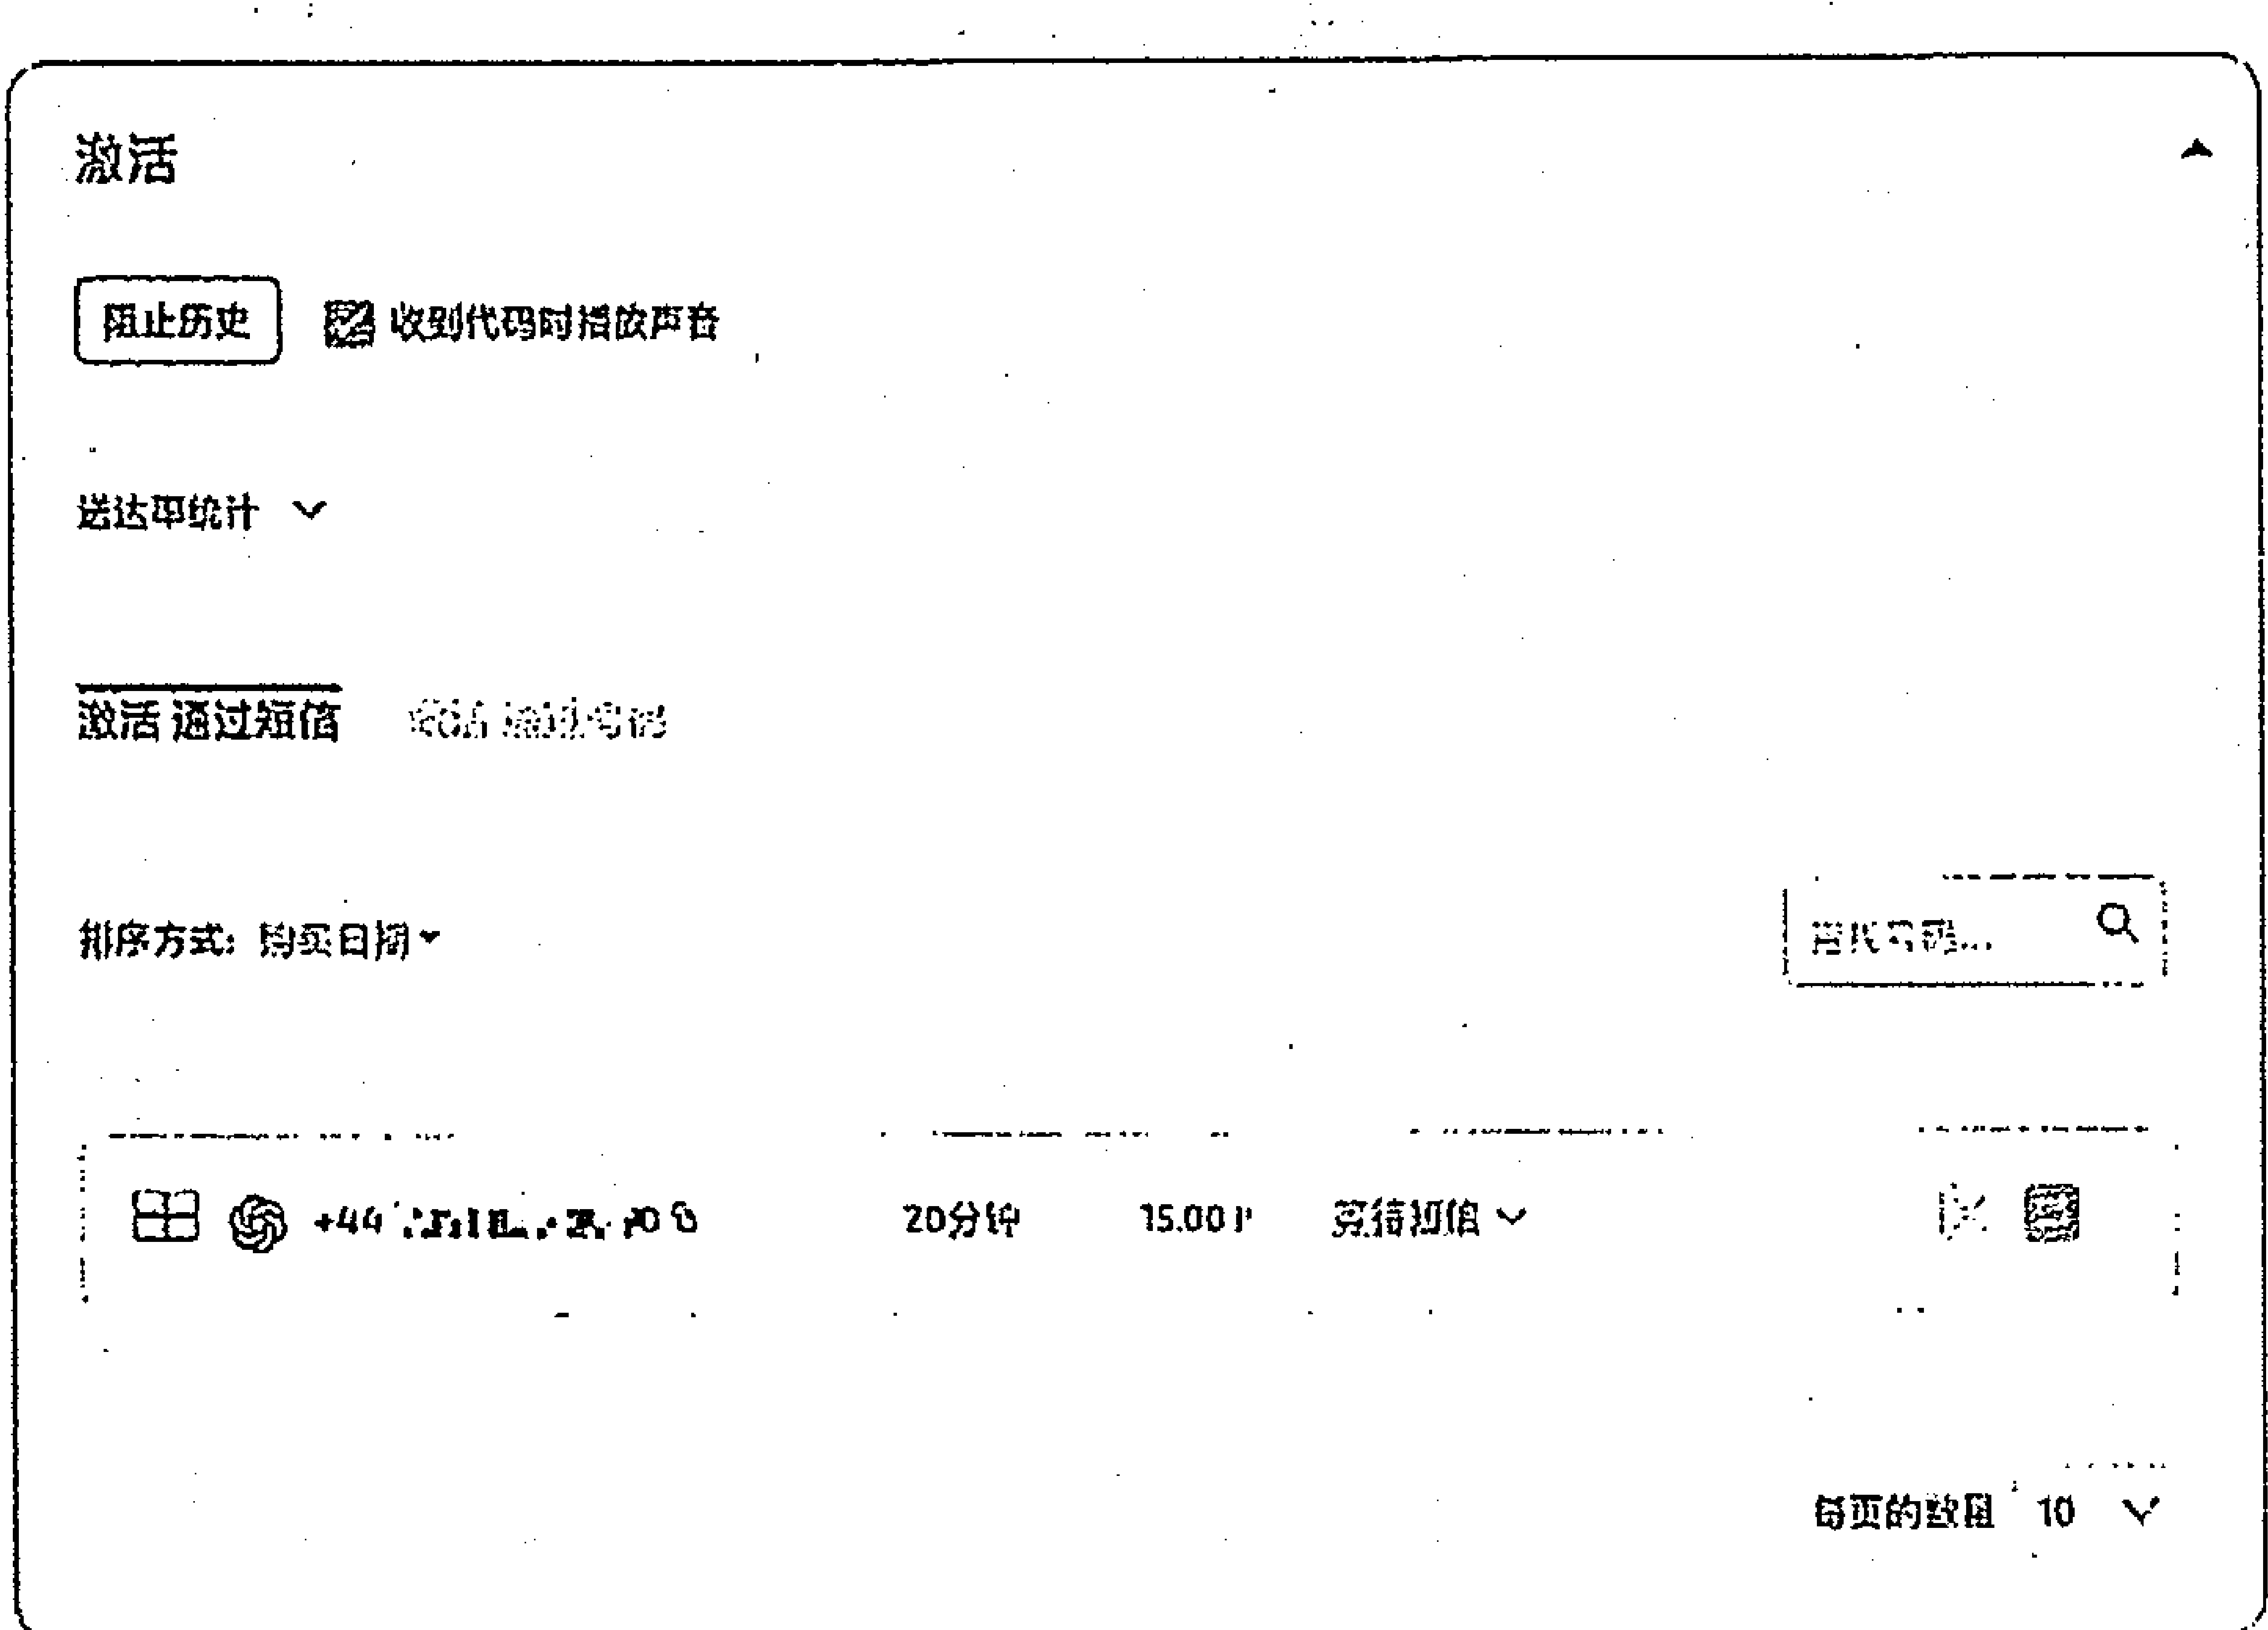 激活
阻止历史 收到代码时播放声音
送达率统计
激活 通过短信
排序方式: 购买日期
+44 20分钟 15.00 等待短信
每页的数量 10